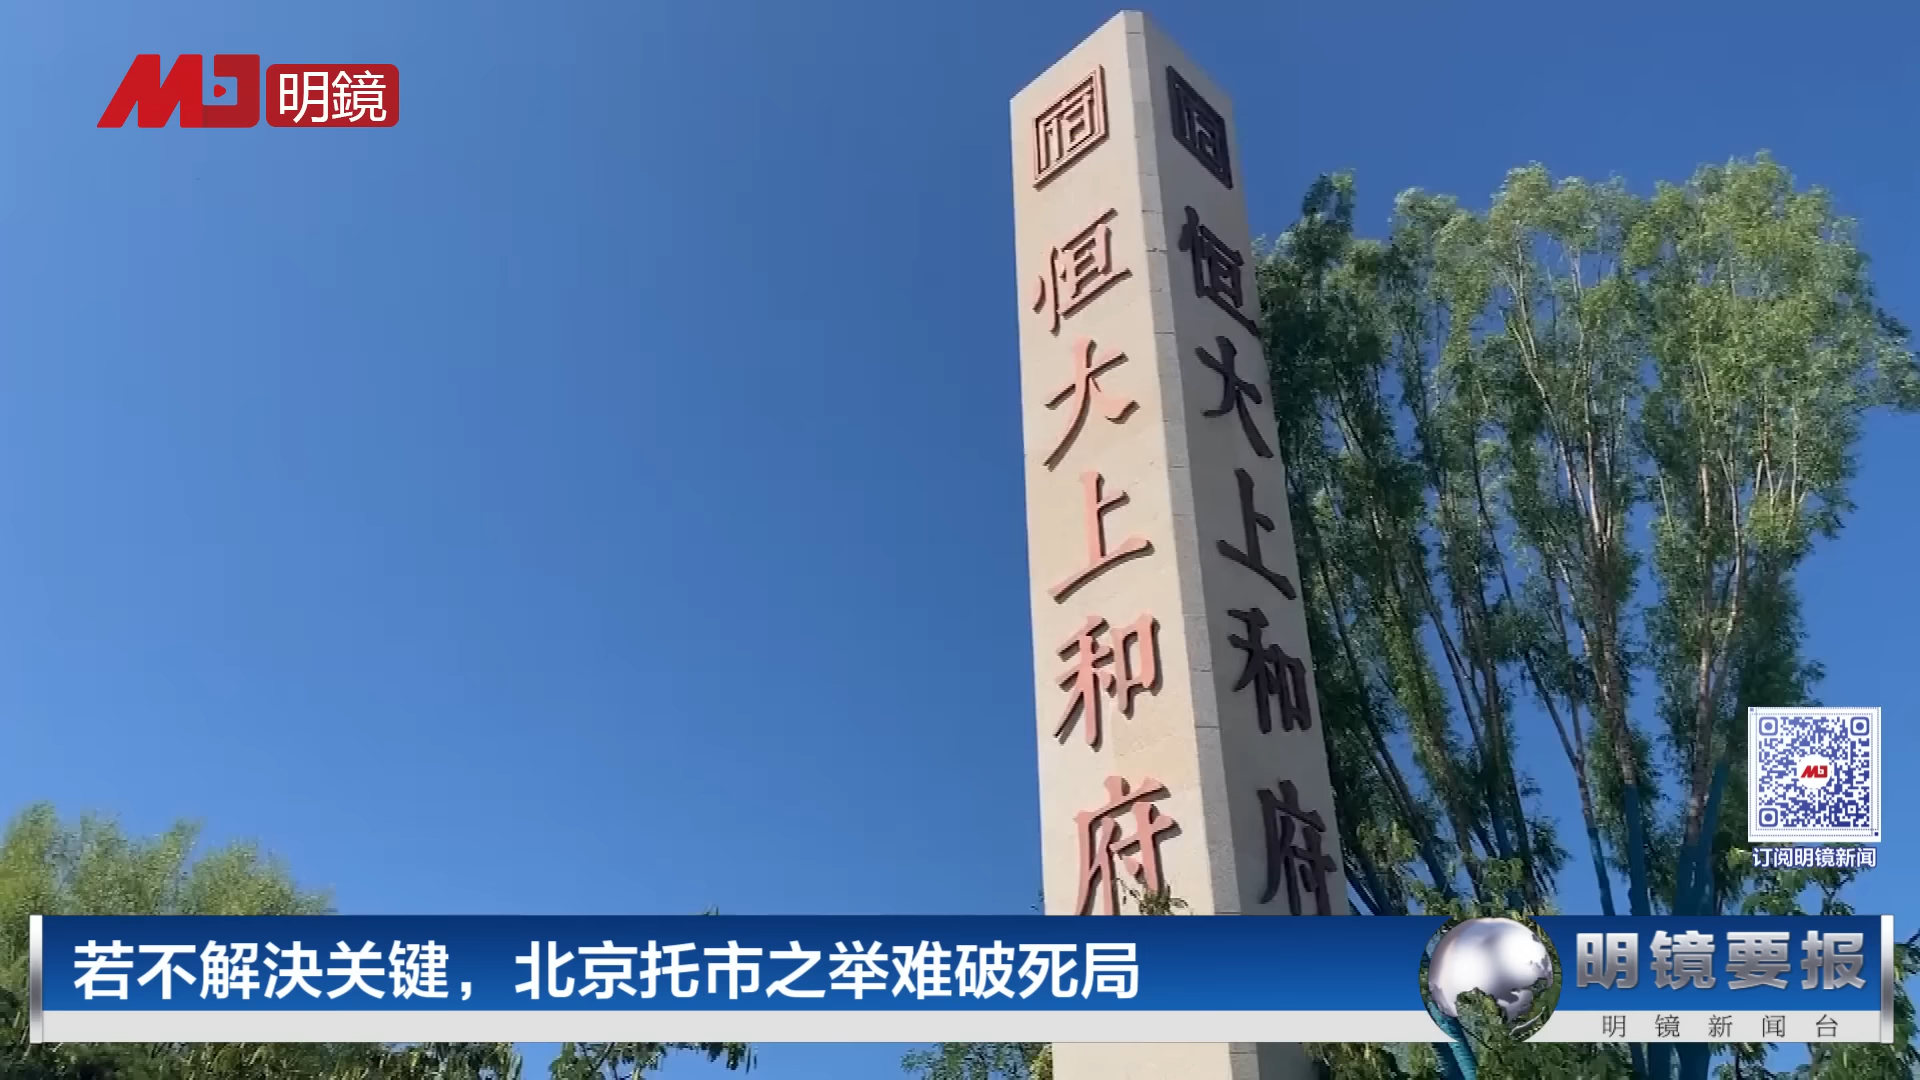 明鏡
恒大上和府
恒大上和府
订阅明镜新闻
若不解決关键，北京托市之举难破死局
明镜要报
明镜新闻台